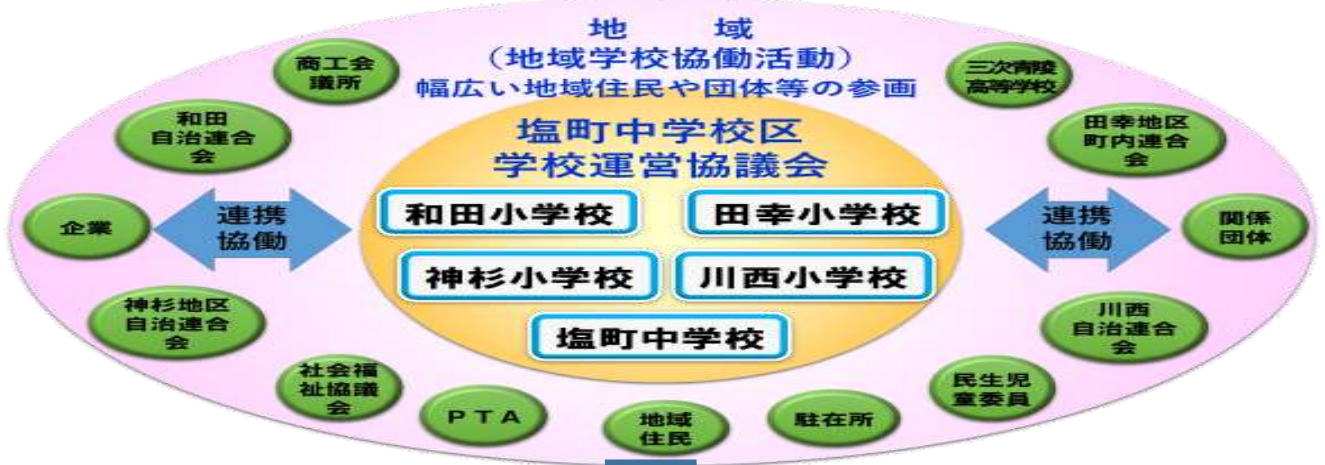 地　域
（地域学校協働活動）
幅広い地域住民や団体等の参画
塩町中学校区
学校運営協議会
和田小学校
田幸小学校
神杉小学校
川西小学校
塩町中学校
連携
協働
連携
協働
商工会
議所
和田
自治連合
会
企業
神杉地区
自治連合
会
社会福
祉協議
会
ＰＴＡ
地域
住民
駐在所
民生児
童委員
川西
自治連合
会
関係
団体
田幸地区
町内連合
会
三次青陵
高等学校